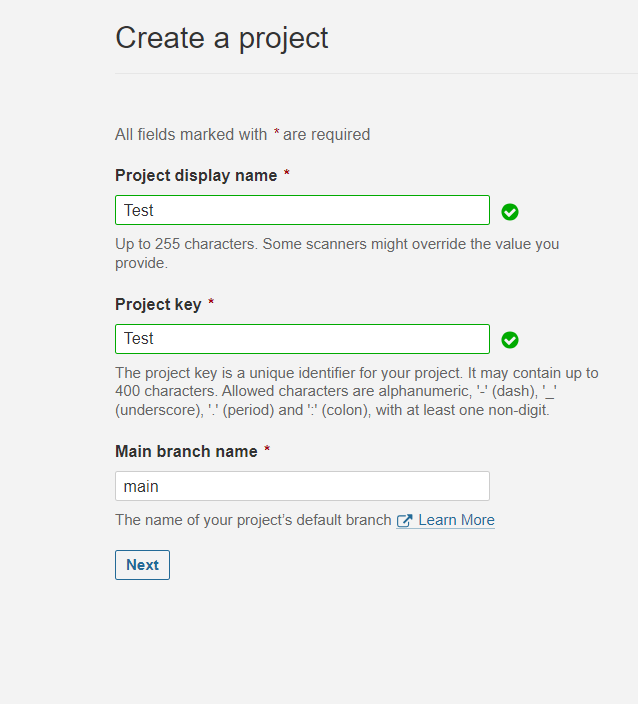 Create a project
All fields marked with * are required
Project display name *
Test
Up to 255 characters. Some scanners might override the value you
provide.
Project key *
Test
The project key is a unique identifier for your project. It may contain up to
400 characters. Allowed characters are alphanumeric, '-' (dash), '_'
(underscore), '.' (period) and ':' (colon), with at least one non-digit.
Main branch name *
main
The name of your project's default branch Learn More
Next